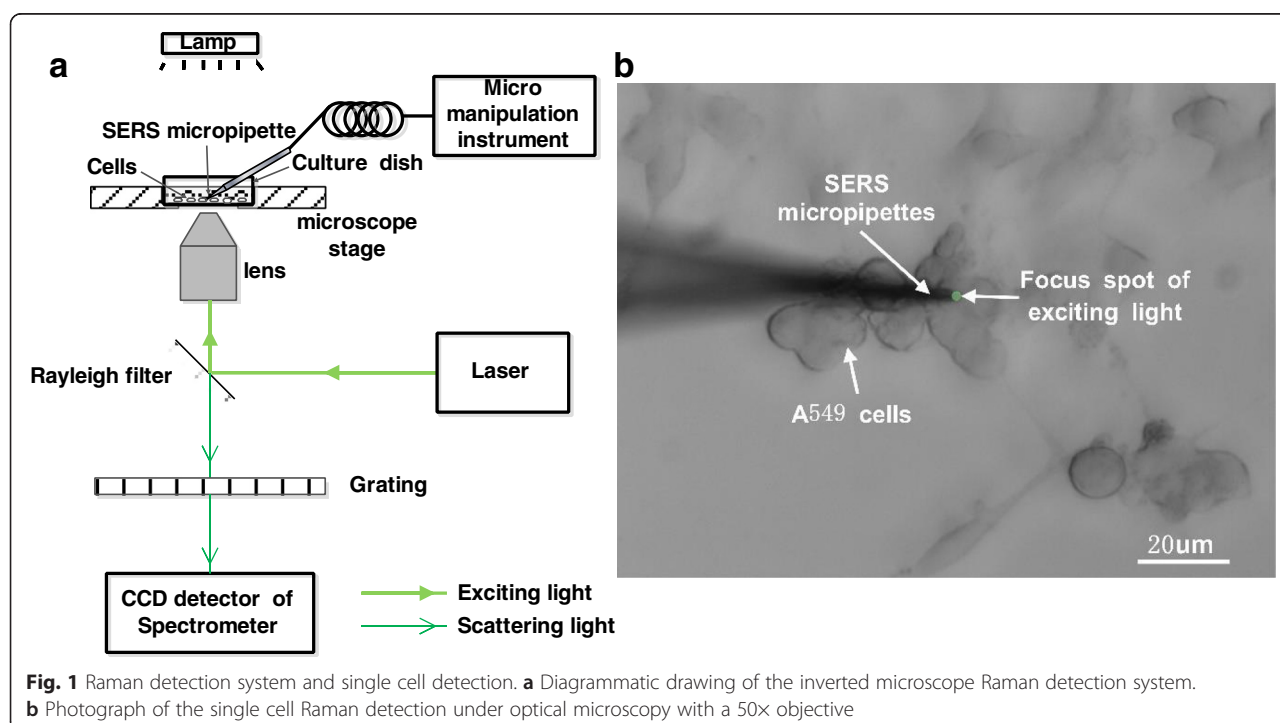 a
Lamp
SERS micropipette
Cells
Culture dish
Micro
manipulation
instrument
microscope
stage
lens
Rayleigh filter
Laser
Grating
CCD detector of
Spectrometer
Exciting light
Scattering light
b
SERS
micropipettes
Focus spot of
exciting light
A549 cells
20um
Fig. 1 Raman detection system and single cell detection. a Diagrammatic drawing of the inverted microscope Raman detection system.
b Photograph of the single cell Raman detection under optical microscopy with a 50× objective